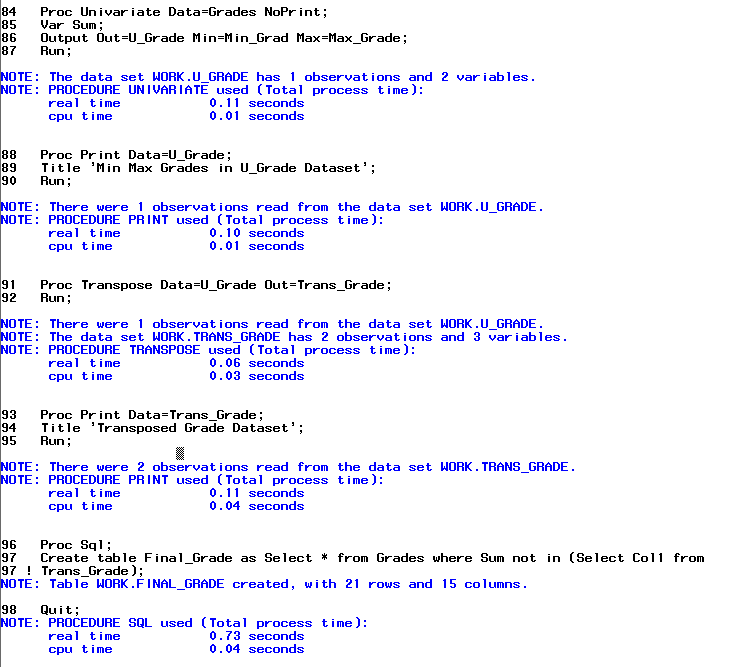 84   Proc Univariate Data=Grades NoPrint;
85   Var Sum;
86   Output Out=U_Grade Min=Min_Grad Max=Max_Grade;
87   Run;
NOTE: The data set WORK.U_GRADE has 1 observations and 2 variables.
NOTE: PROCEDURE UNIVARIATE used (Total process time):
      real time           0.11 seconds
      cpu time            0.01 seconds
88   Proc Print Data=U_Grade;
89   Title 'Min Max Grades in U_Grade Dataset';
90   Run;
NOTE: There were 1 observations read from the data set WORK.U_GRADE.
NOTE: PROCEDURE PRINT used (Total process time):
      real time           0.10 seconds
      cpu time            0.01 seconds
91   Proc Transpose Data=U_Grade Out=Trans_Grade;
92   Run;
NOTE: There were 1 observations read from the data set WORK.U_GRADE.
NOTE: The data set WORK.TRANS_GRADE has 2 observations and 3 variables.
NOTE: PROCEDURE TRANSPOSE used (Total process time):
      real time           0.06 seconds
      cpu time            0.03 seconds
93   Proc Print Data=Trans_Grade;
94   Title 'Transposed Grade Dataset';
95   Run;
NOTE: There were 2 observations read from the data set WORK.TRANS_GRADE.
NOTE: PROCEDURE PRINT used (Total process time):
      real time           0.11 seconds
      cpu time            0.04 seconds
96   Proc Sql;
97   Create table Final_Grade as Select * from Grades where Sum not in (Select Col1 from
97 ! Trans_Grade);
NOTE: Table WORK.FINAL_GRADE created, with 21 rows and 15 columns.
98   Quit;
NOTE: PROCEDURE SQL used (Total process time):
      real time           0.73 seconds
      cpu time            0.04 seconds